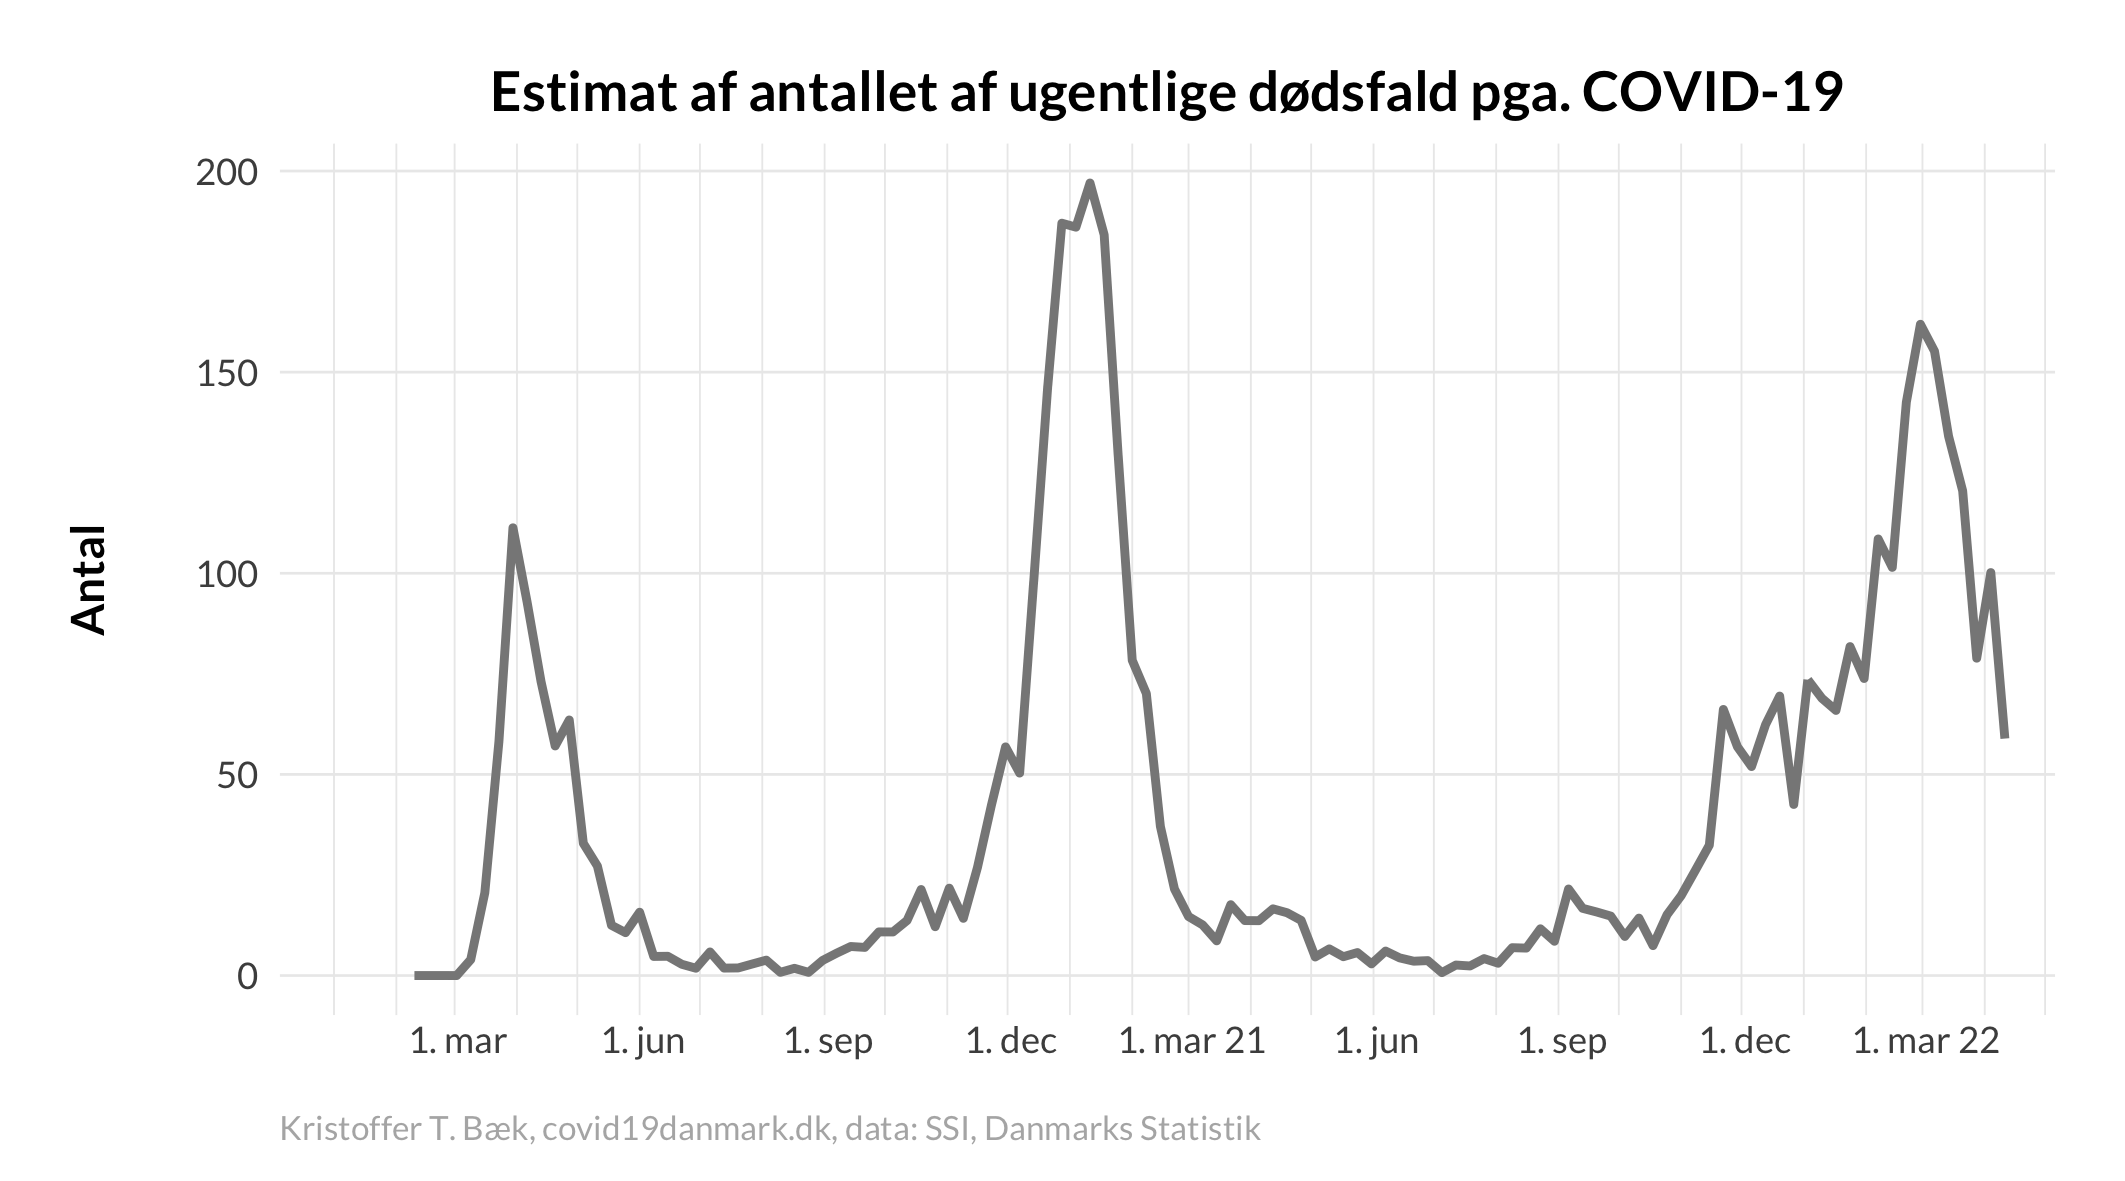 Estimat af antallet af ugentlige dødsfald pga. COVID-19
Antal
200
150
100
50
0
1. mar
1. jun
1. sep
1. dec
1. mar 21
1. jun
1. sep
1. dec
1. mar 22
Kristoffer T. Bæk, covid19danmark.dk, data: SSI, Danmarks Statistik